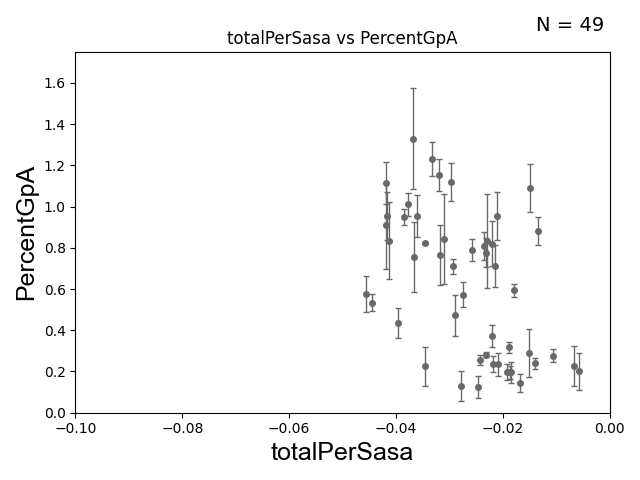 N = 49
totalPerSasa vs PercentGpA
PercentGpA
1.6
1.4
1.2
1.0
0.8
0.6
0.4
0.2
0.0
−0.10 −0.08 −0.06 −0.04 −0.02 0.00
totalPerSasa